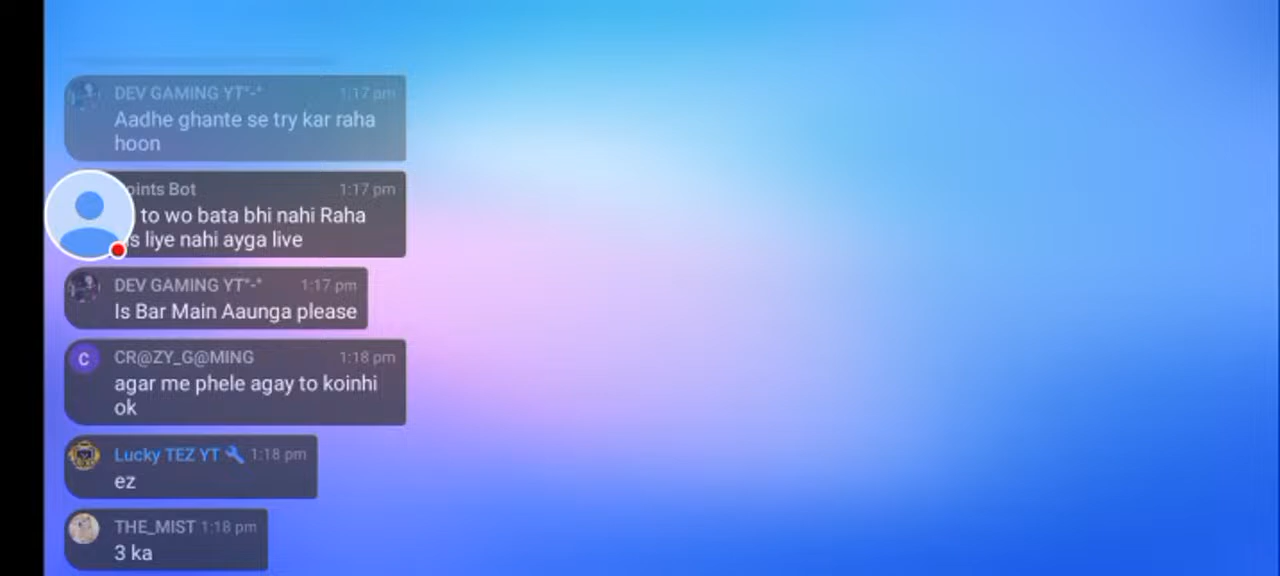 DEV GAMING YT°-° 1:17 pm
Aadhe ghante se try kar raha
hoon
Bot 1:17 pm
to wo bata bhi nahi Raha
liye nahi ayga live
DEV GAMING YT°-° 1:17 pm
Is Bar Main Aaunga please
C CR@ZY_G@MING 1:18 pm
agar me phele agay to koinhi
ok
Lucky TEZ YT 1:18 pm
ez
THE_MIST 1:18 pm
3 ka